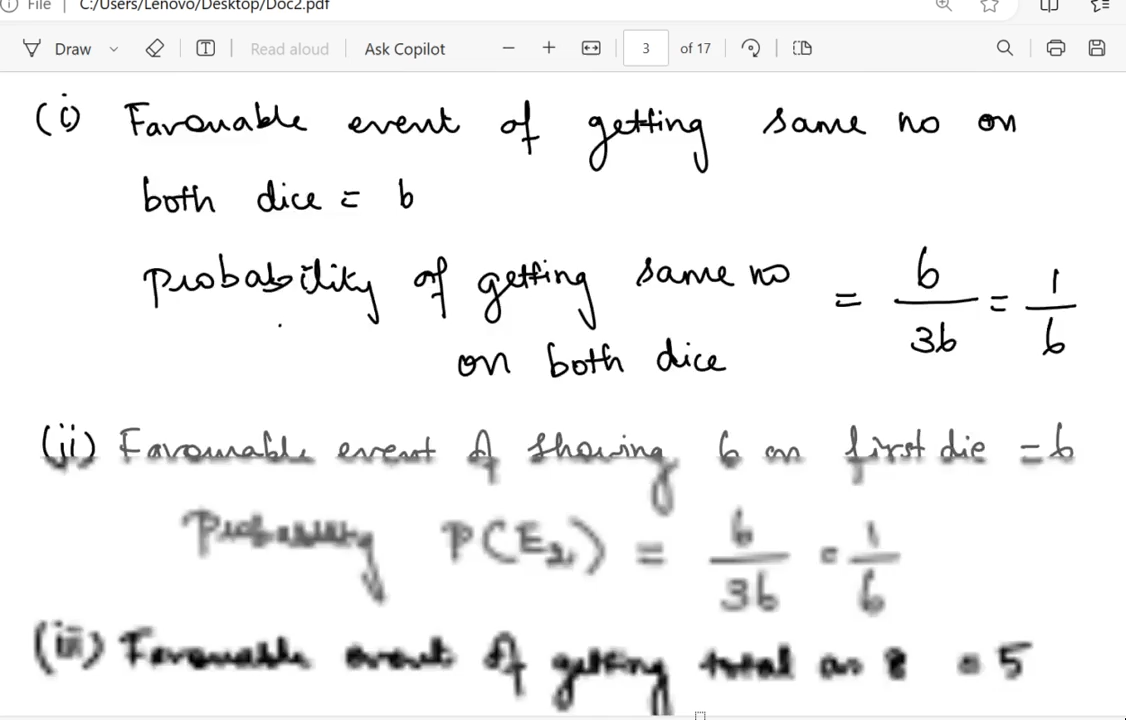 File C:/Users/Lenovo/Desktop/Doc2.pdf
Draw Read aloud Ask Copilot 3 of 17
(i) Favouable event of getting same no on
both dice = 6
Probability of getting same no = 6/36 = 1/6
on both dice
(ii) Favourable event of showing 6 on first die = 6
Probability P(E2) = 6/36 = 1/6
(iii) Favourable event of getting total as 8 = 5